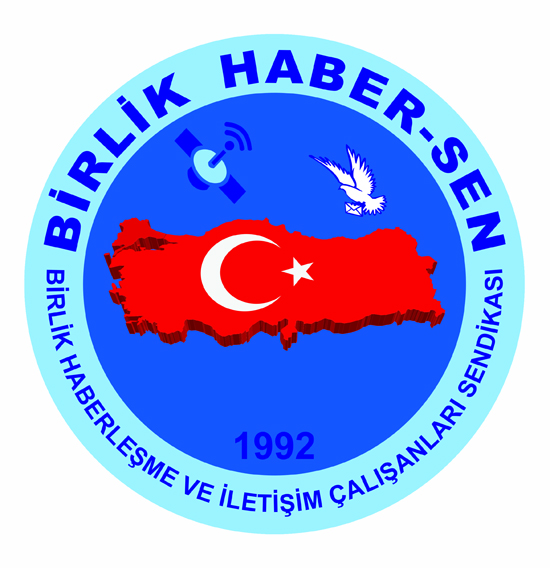 BİRLİK HABER-SEN
1992
BİRLİK HABERLEŞME VE İLETİŞİM ÇALIŞANLARI SENDİKASI